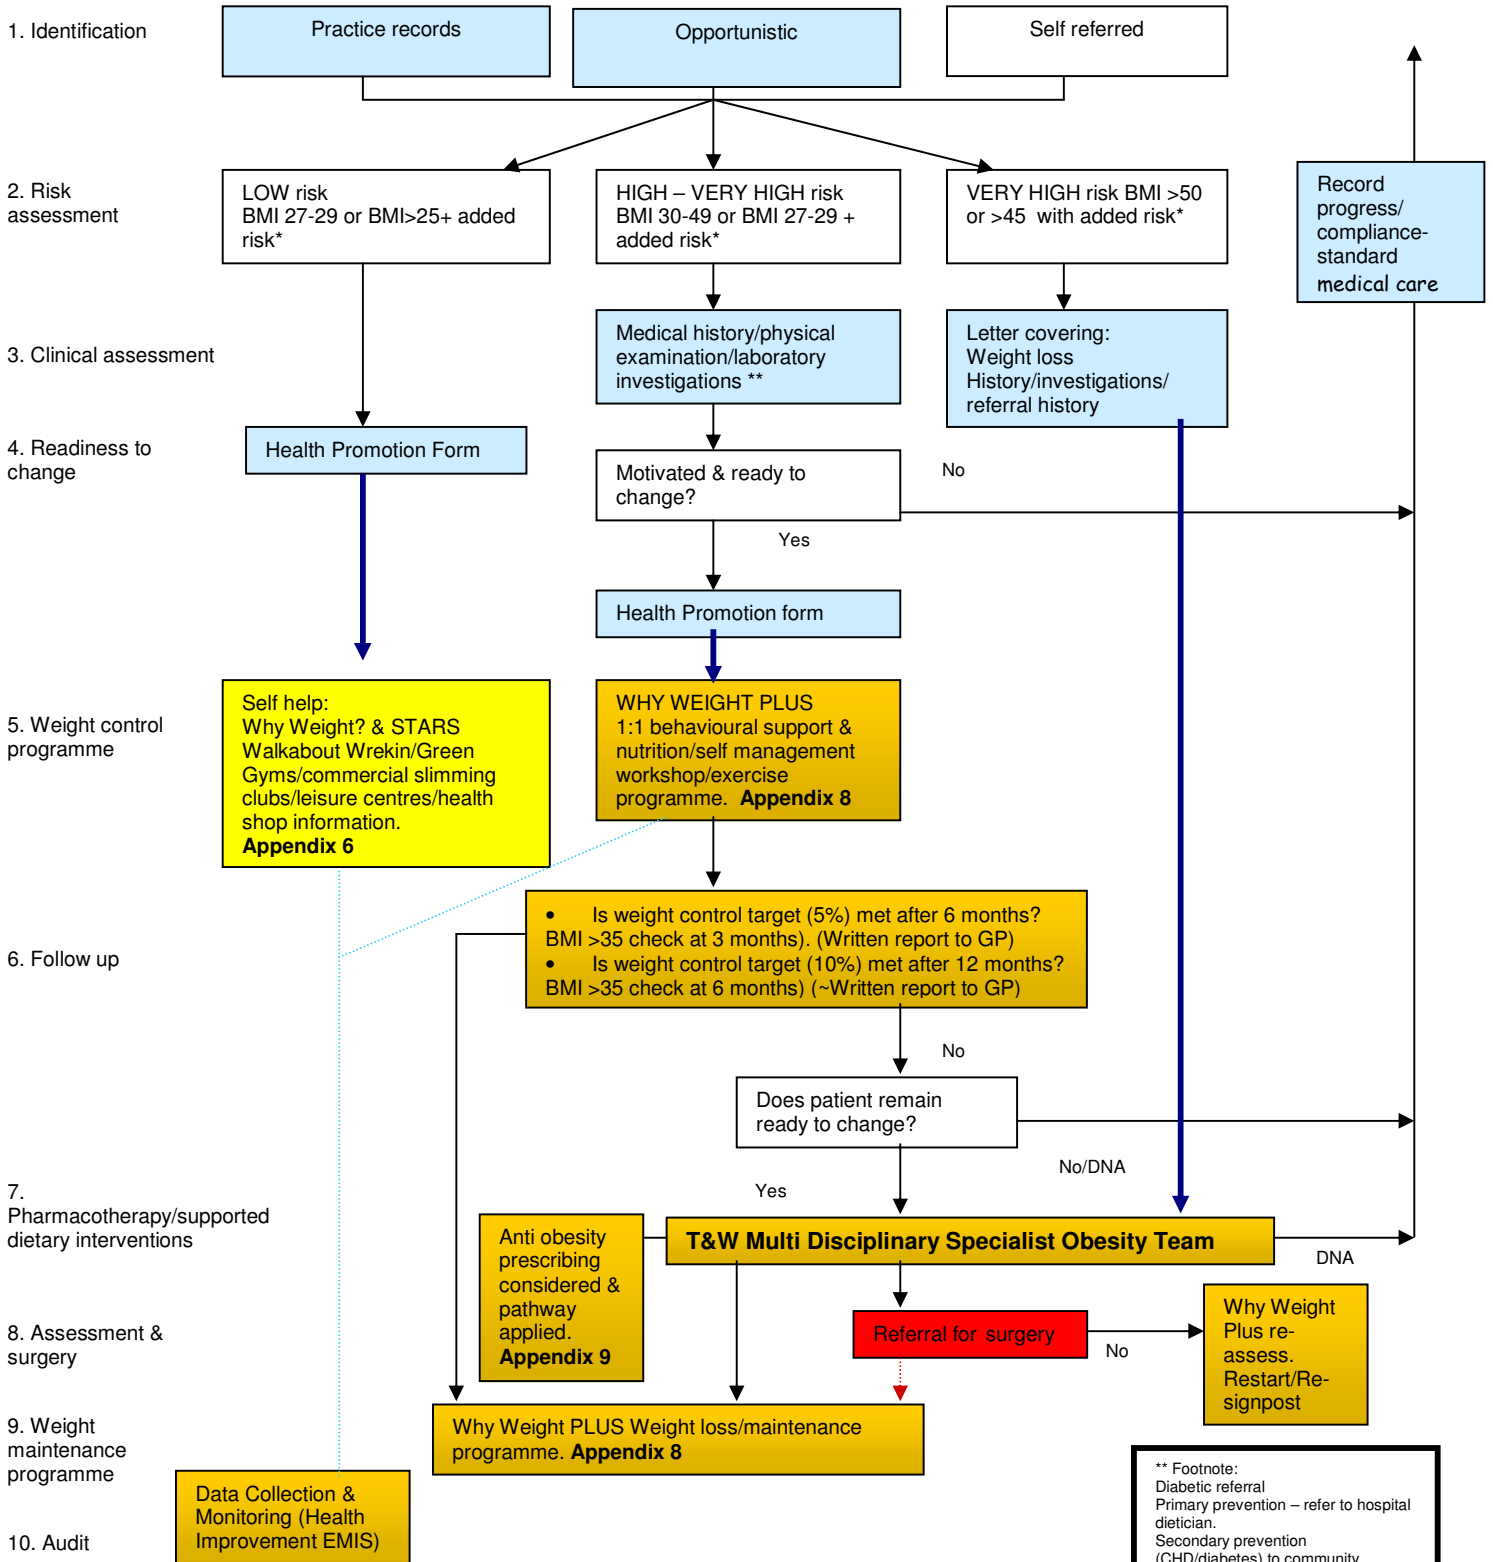 1. Identification
Practice records
Opportunistic
Self referred
2. Risk
assessment
LOW risk
BMI 27-29 or BMI>25+ added
risk*
HIGH – VERY HIGH risk
BMI 30-49 or BMI 27-29 +
added risk*
VERY HIGH risk BMI >50
or >45 with added risk*
Record
progress/
compliance-
standard
medical care
3. Clinical assessment
Medical history/physical
examination/laboratory
investigations **
Letter covering:
Weight loss
History/investigations/
referral history
4. Readiness to
change
Health Promotion Form
Motivated & ready to
change?
No
Yes
Health Promotion form
5. Weight control
programme
Self help:
Why Weight? & STARS
Walkabout Wrekin/Green
Gyms/commercial slimming
clubs/leisure centres/health
shop information.
Appendix 6
WHY WEIGHT PLUS
1:1 behavioural support &
nutrition/self management
workshop/exercise
programme. Appendix 8
6. Follow up
• Is weight control target (5%) met after 6 months?
BMI >35 check at 3 months). (Written report to GP)
• Is weight control target (10%) met after 12 months?
BMI >35 check at 6 months) (~Written report to GP)
No
Does patient remain
ready to change?
No/DNA
Yes
7.
Pharmacotherapy/supported
dietary interventions
Anti obesity
prescribing
considered &
pathway
applied.
Appendix 9
T&W Multi Disciplinary Specialist Obesity Team
DNA
8. Assessment &
surgery
Referral for surgery
No
Why Weight
Plus re-
assess.
Restart/Re-
signpost
9. Weight
maintenance
programme
Why Weight PLUS Weight loss/maintenance
programme. Appendix 8
10. Audit
Data Collection &
Monitoring (Health
Improvement EMIS)
** Footnote:
Diabetic referral
Primary prevention – refer to hospital
dietician.
Secondary prevention
(CHD/diabetes) to community